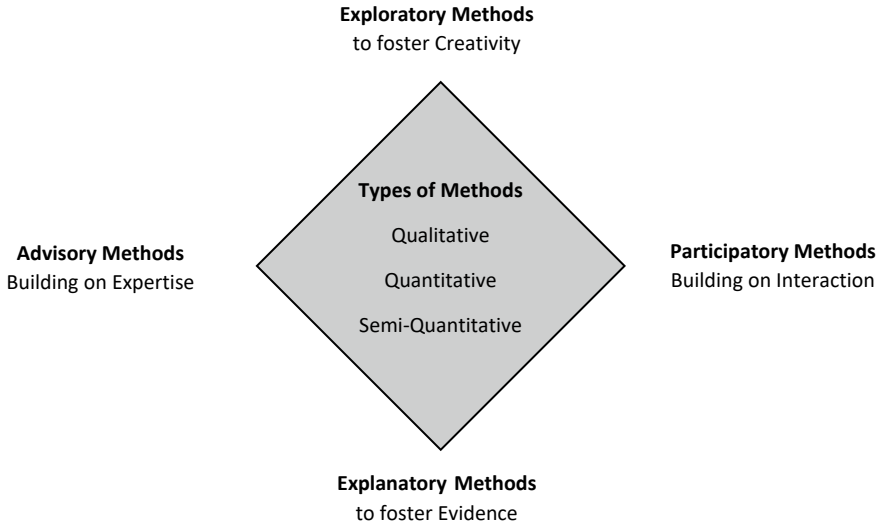 Exploratory Methods
to foster Creativity
Types of Methods
Qualitative
Quantitative
Semi-Quantitative
Advisory Methods
Building on Expertise
Participatory Methods
Building on Interaction
Explanatory Methods
to foster Evidence